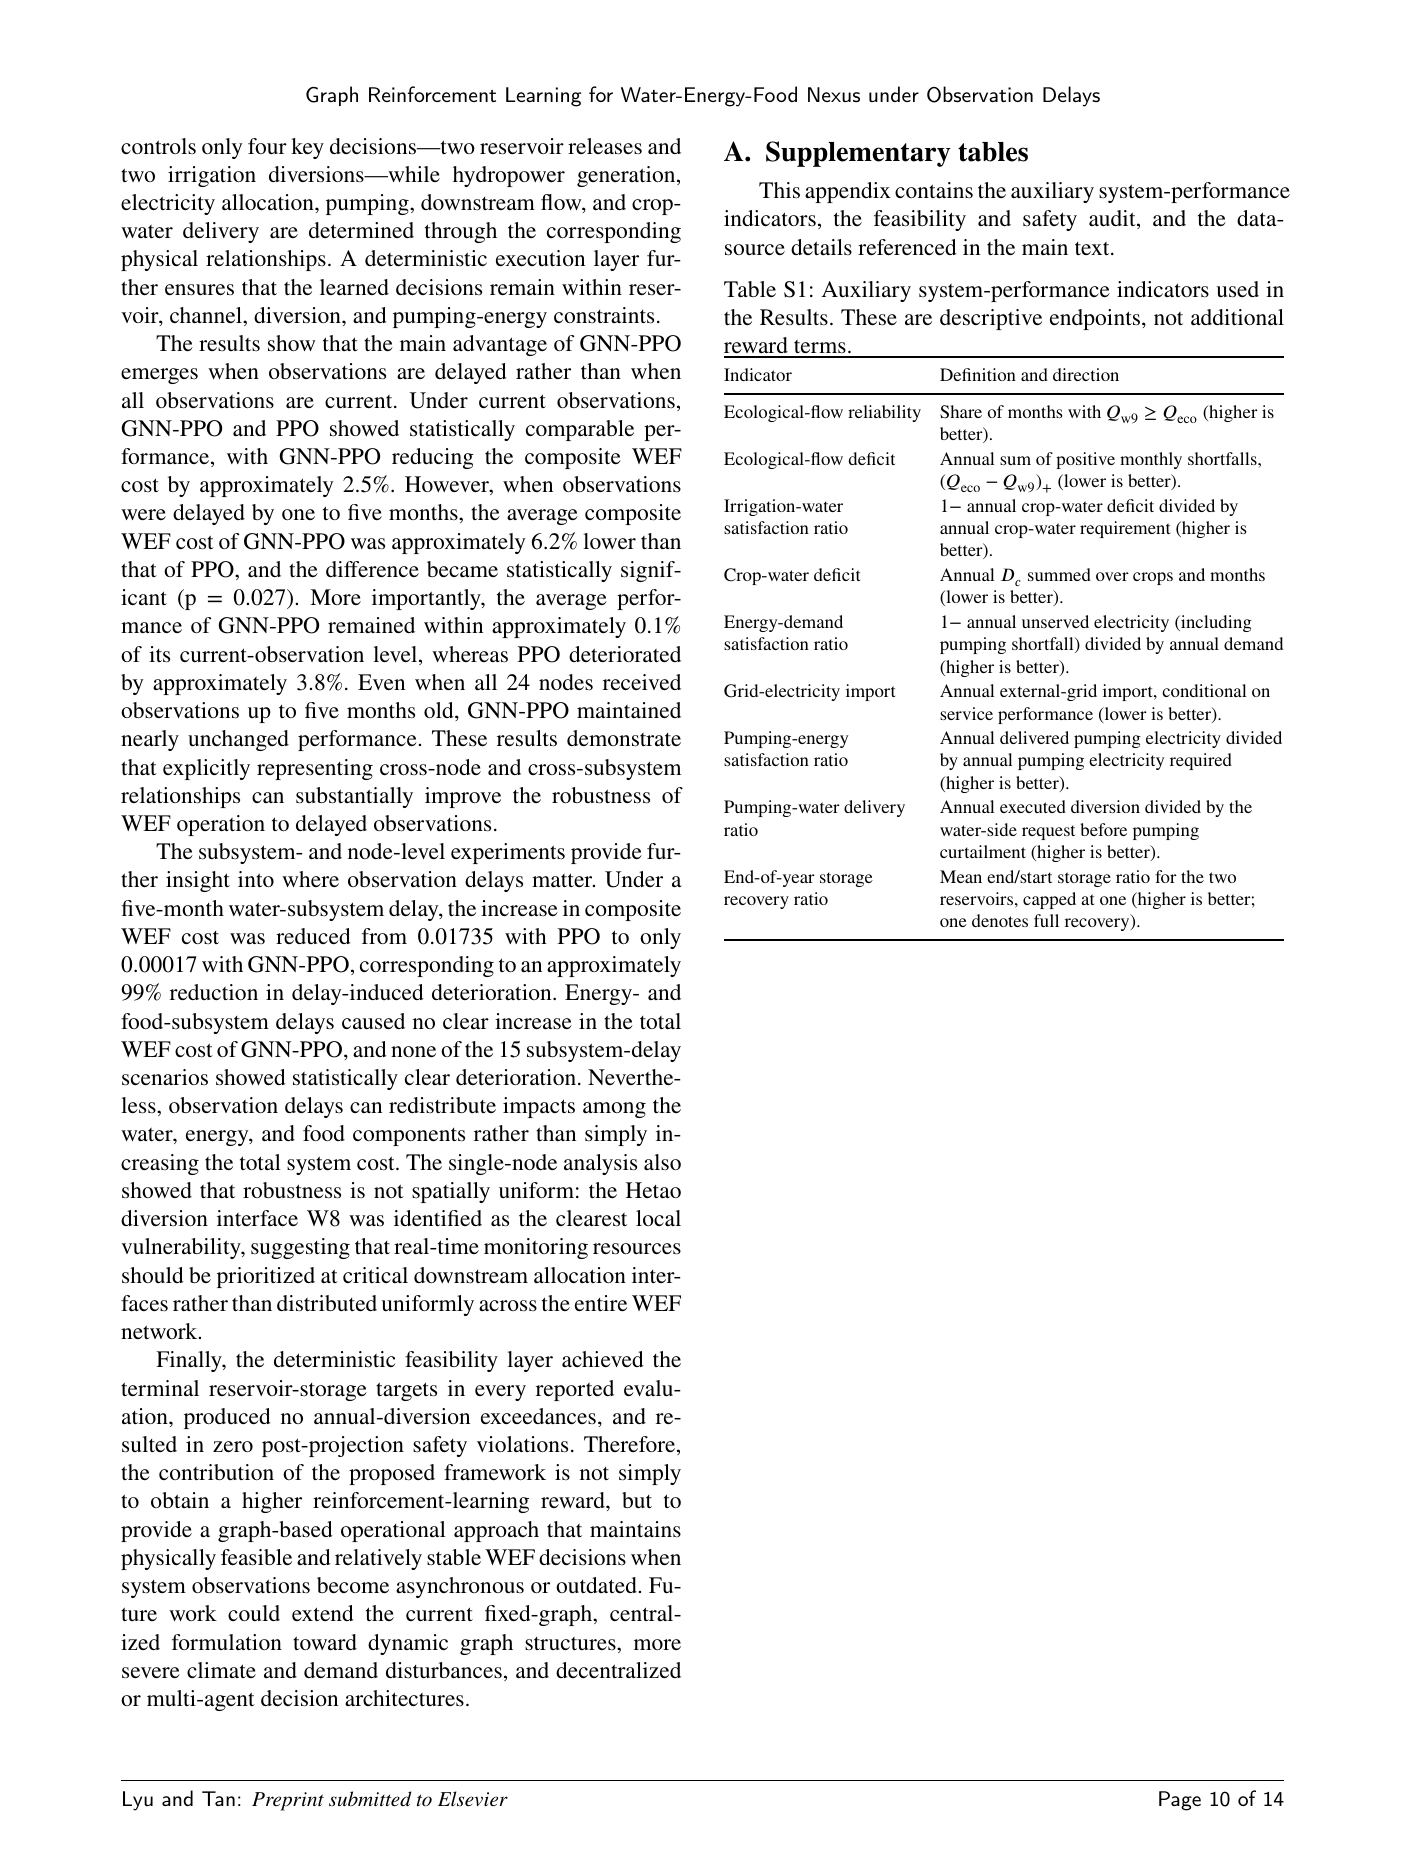 Graph Reinforcement Learning for Water-Energy-Food Nexus under Observation Delays
controls only four key decisions—two reservoir releases and
two irrigation diversions—while hydropower generation,
electricity allocation, pumping, downstream flow, and crop-
water delivery are determined through the corresponding
physical relationships. A deterministic execution layer fur-
ther ensures that the learned decisions remain within reser-
voir, channel, diversion, and pumping-energy constraints.
The results show that the main advantage of GNN-PPO
emerges when observations are delayed rather than when
all observations are current. Under current observations,
GNN-PPO and PPO showed statistically comparable per-
formance, with GNN-PPO reducing the composite WEF
cost by approximately 2.5%. However, when observations
were delayed by one to five months, the average composite
WEF cost of GNN-PPO was approximately 6.2% lower than
that of PPO, and the difference became statistically signif-
icant (p = 0.027). More importantly, the average perfor-
mance of GNN-PPO remained within approximately 0.1%
of its current-observation level, whereas PPO deteriorated
by approximately 3.8%. Even when all 24 nodes received
observations up to five months old, GNN-PPO maintained
nearly unchanged performance. These results demonstrate
that explicitly representing cross-node and cross-subsystem
relationships can substantially improve the robustness of
WEF operation to delayed observations.
The subsystem- and node-level experiments provide fur-
ther insight into where observation delays matter. Under a
five-month water-subsystem delay, the increase in composite
WEF cost was reduced from 0.01735 with PPO to only
0.00017 with GNN-PPO, corresponding to an approximately
99% reduction in delay-induced deterioration. Energy- and
food-subsystem delays caused no clear increase in the total
WEF cost of GNN-PPO, and none of the 15 subsystem-delay
scenarios showed statistically clear deterioration. Neverthe-
less, observation delays can redistribute impacts among the
water, energy, and food components rather than simply in-
creasing the total system cost. The single-node analysis also
showed that robustness is not spatially uniform: the Hetao
diversion interface W8 was identified as the clearest local
vulnerability, suggesting that real-time monitoring resources
should be prioritized at critical downstream allocation inter-
faces rather than distributed uniformly across the entire WEF
network.
Finally, the deterministic feasibility layer achieved the
terminal reservoir-storage targets in every reported evalu-
ation, produced no annual-diversion exceedances, and re-
sulted in zero post-projection safety violations. Therefore,
the contribution of the proposed framework is not simply
to obtain a higher reinforcement-learning reward, but to
provide a graph-based operational approach that maintains
physically feasible and relatively stable WEF decisions when
system observations become asynchronous or outdated. Fu-
ture work could extend the current fixed-graph, central-
ized formulation toward dynamic graph structures, more
severe climate and demand disturbances, and decentralized
or multi-agent decision architectures.
A. Supplementary tables
This appendix contains the auxiliary system-performance
indicators, the feasibility and safety audit, and the data-
source details referenced in the main text.
Table S1: Auxiliary system-performance indicators used in
the Results. These are descriptive endpoints, not additional
reward terms.
Indicator Definition and direction
Ecological-flow reliability Share of months with Qw9 ≥ Qeco (higher is
better).
Ecological-flow deficit Annual sum of positive monthly shortfalls,
(Qeco − Qw9)+ (lower is better).
Irrigation-water 1− annual crop-water deficit divided by
satisfaction ratio annual crop-water requirement (higher is
better).
Crop-water deficit Annual Dc summed over crops and months
(lower is better).
Energy-demand 1− annual unserved electricity (including
satisfaction ratio pumping shortfall) divided by annual demand
(higher is better).
Grid-electricity import Annual external-grid import, conditional on
service performance (lower is better).
Pumping-energy Annual delivered pumping electricity divided
satisfaction ratio by annual pumping electricity required
(higher is better).
Pumping-water delivery Annual executed diversion divided by the
ratio water-side request before pumping
curtailment (higher is better).
End-of-year storage Mean end/start storage ratio for the two
recovery ratio reservoirs, capped at one (higher is better;
one denotes full recovery).
Lyu and Tan: Preprint submitted to Elsevier Page 10 of 14